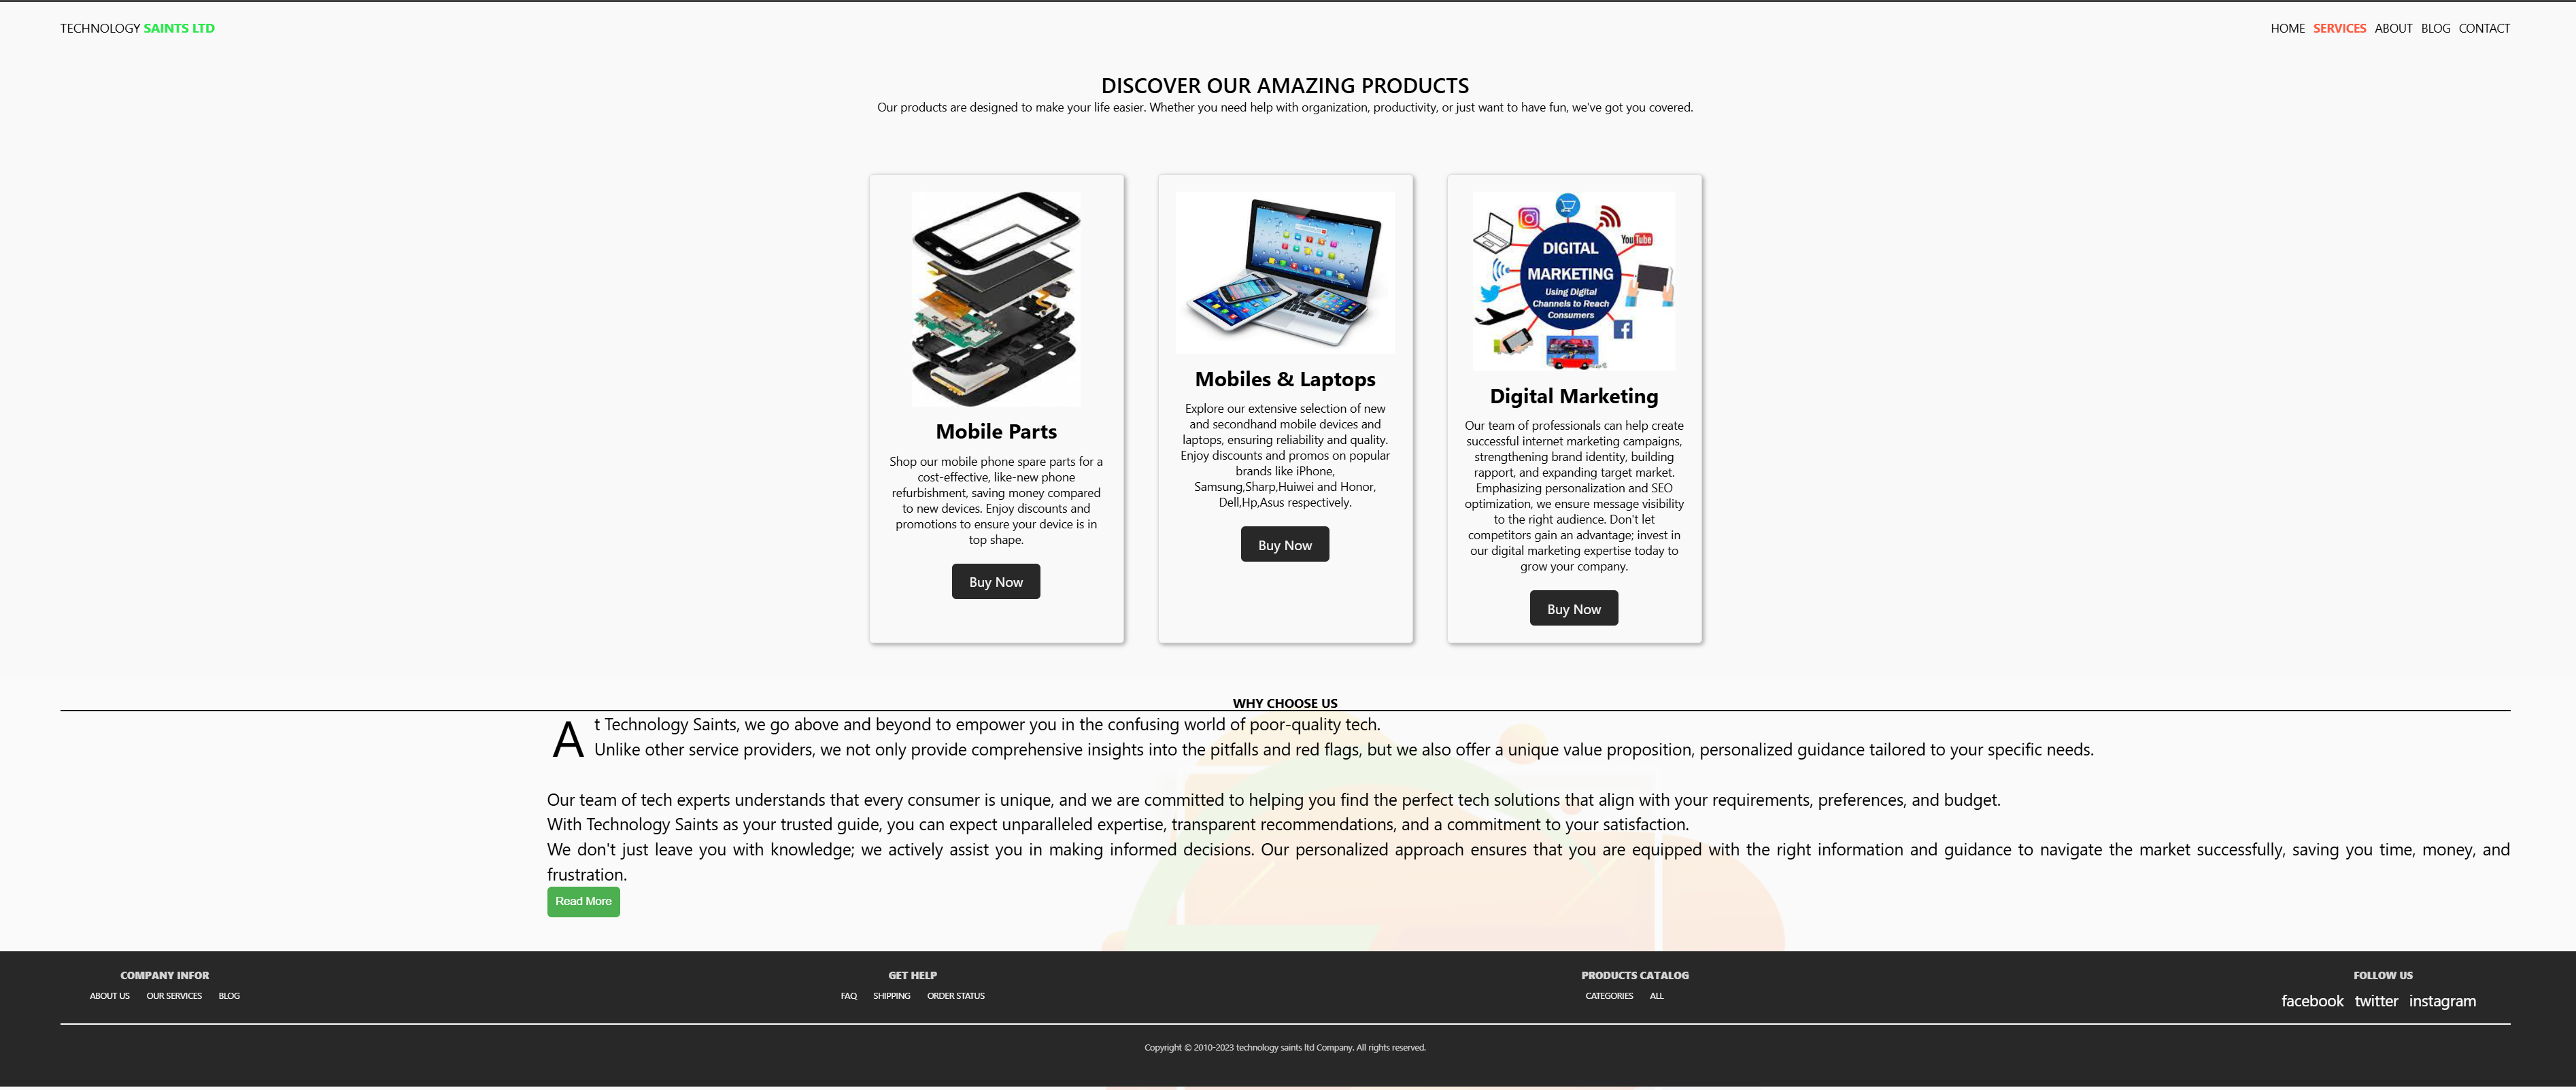 TECHNOLOGY SAINTS LTD
HOME SERVICES ABOUT BLOG CONTACT
DISCOVER OUR AMAZING PRODUCTS
Our products are designed to make your life easier. Whether you need help with organization, productivity, or just want to have fun, we've got you covered.
Mobile Parts
Shop our mobile phone spare parts for a
cost-effective, like-new phone
refurbishment, saving money compared
to new devices. Enjoy discounts and
promotions to ensure your device is in
top shape.
Buy Now
Mobiles & Laptops
Explore our extensive selection of new
and secondhand mobile devices and
laptops, ensuring reliability and quality.
Enjoy discounts and promos on popular
brands like iPhone,
Samsung,Sharp,Huiwei and Honor,
Dell,Hp,Asus respectively.
Buy Now
YouTube
DIGITAL
MARKETING
Using Digital
Channels to Reach
Consumers
Digital Marketing
Our team of professionals can help create
successful internet marketing campaigns,
strengthening brand identity, building
rapport, and expanding target market.
Emphasizing personalization and SEO
optimization, we ensure message visibility
to the right audience. Don't let
competitors gain an advantage; invest in
our digital marketing expertise today to
grow your company.
Buy Now
WHY CHOOSE US
At Technology Saints, we go above and beyond to empower you in the confusing world of poor-quality tech.
Unlike other service providers, we not only provide comprehensive insights into the pitfalls and red flags, but we also offer a unique value proposition, personalized guidance tailored to your specific needs.
Our team of tech experts understands that every consumer is unique, and we are committed to helping you find the perfect tech solutions that align with your requirements, preferences, and budget.
With Technology Saints as your trusted guide, you can expect unparalleled expertise, transparent recommendations, and a commitment to your satisfaction.
We don't just leave you with knowledge; we actively assist you in making informed decisions. Our personalized approach ensures that you are equipped with the right information and guidance to navigate the market successfully, saving you time, money, and
frustration.
Read More
COMPANY INFOR
ABOUT US OUR SERVICES BLOG
GET HELP
FAQ SHIPPING ORDER STATUS
PRODUCTS CATALOG
CATEGORIES ALL
FOLLOW US
facebook twitter instagram
Copyright © 2010-2023 technology saints ltd Company. All rights reserved.